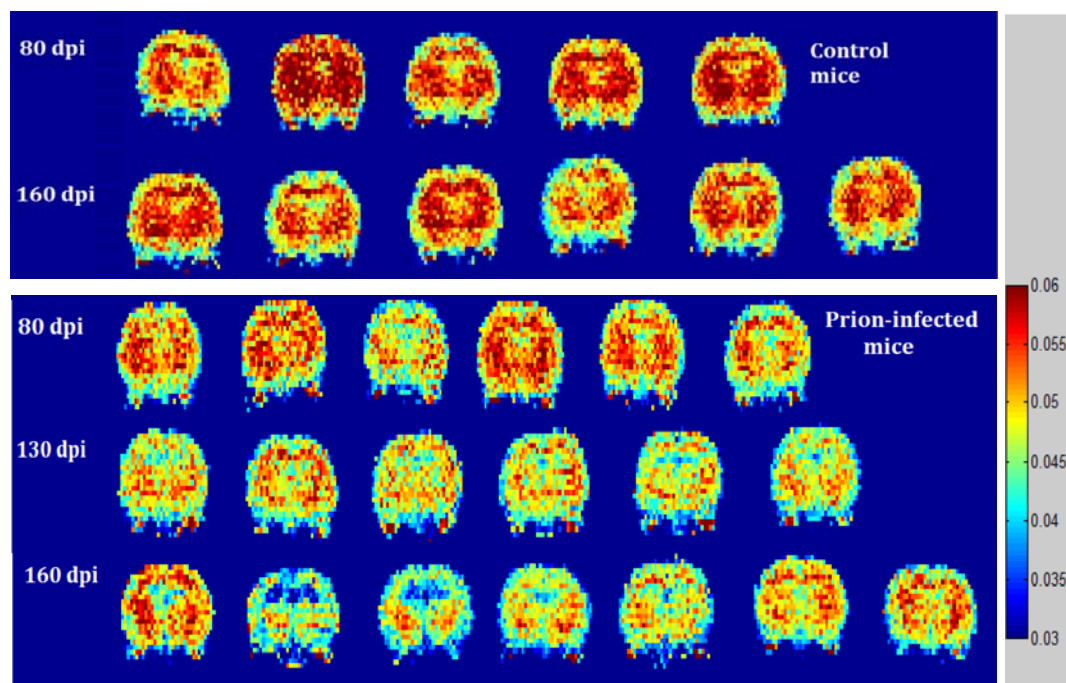 80 dpi
Control
mice
160 dpi
80 dpi
Prion-infected
mice
130 dpi
160 dpi
0.06
0.055
0.05
0.045
0.04
0.035
0.03